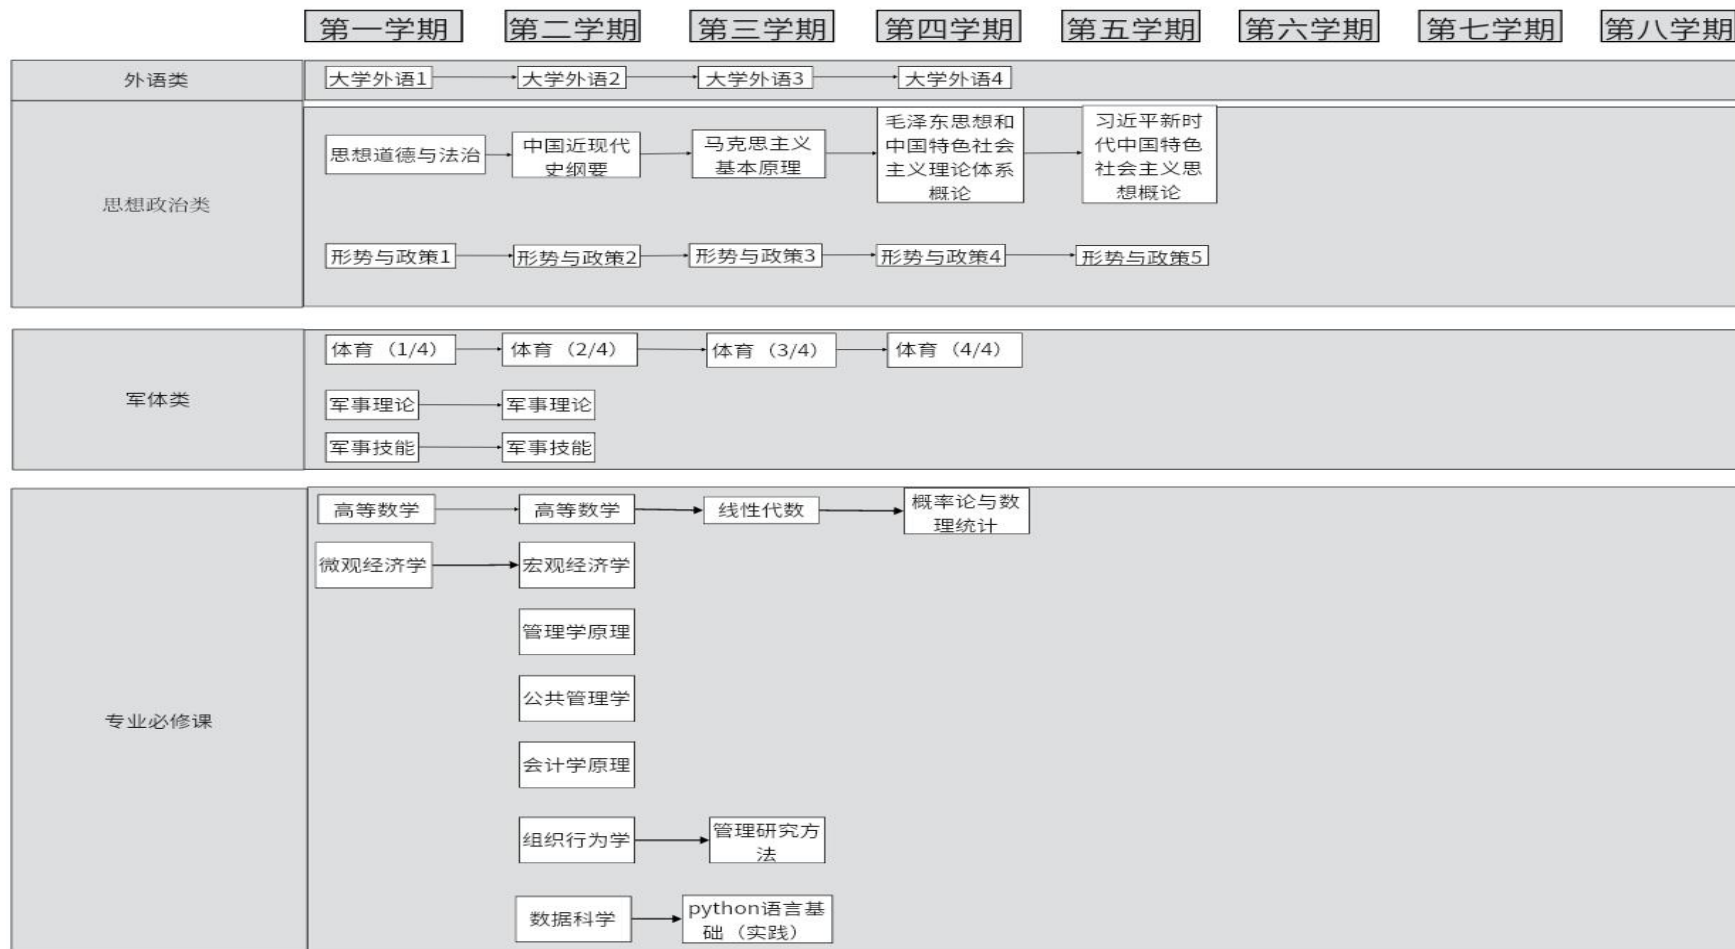 第一学期 第二学期 第三学期 第四学期 第五学期 第六学期 第七学期 第八学期
外语类 大学外语1 大学外语2 大学外语3 大学外语4
思想政治类
思想道德与法治
中国近现代
史纲要
马克思主义
基本原理
毛泽东思想和
中国特色社会
主义理论体系
概论
习近平新时
代中国特色
社会主义思
想概论
形势与政策1 形势与政策2 形势与政策3 形势与政策4 形势与政策5
军体类
体育（1/4） 体育（2/4） 体育（3/4） 体育（4/4）
军事理论 军事理论
军事技能 军事技能
专业必修课
高等数学 高等数学 线性代数
概率论与数
理统计
微观经济学 宏观经济学
管理学原理
公共管理学
会计学原理
组织行为学
管理研究方
法
数据科学
python语言基
础（实践）